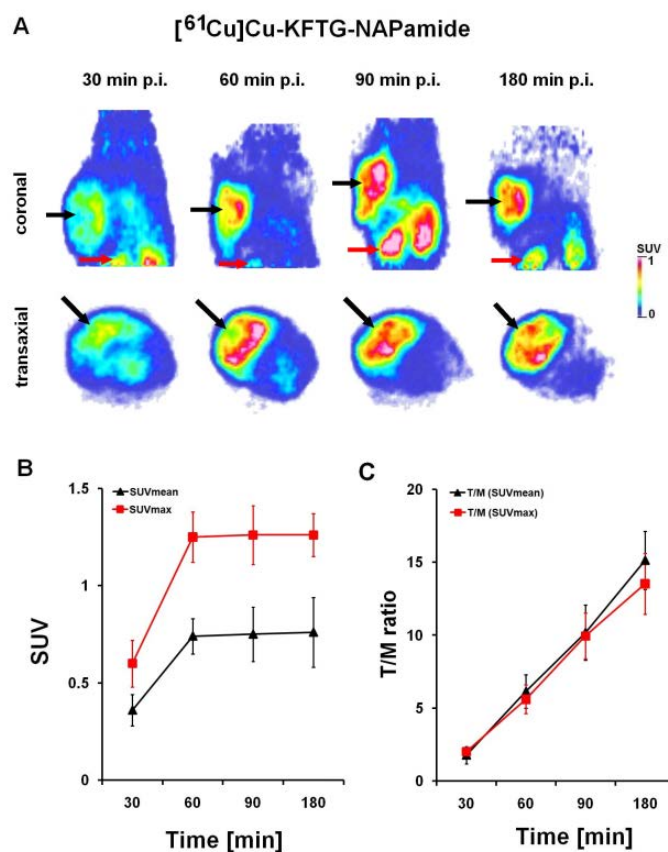 A
[⁶¹Cu]Cu-KFTG-NAPamide
30 min p.i. 60 min p.i. 90 min p.i. 180 min p.i.
coronal
SUV
1
0
transaxial
B
SUVmean
SUVmax
1.5
1
0.5
0
SUV
30 60 90 180
Time [min]
C
T/M (SUVmean)
T/M (SUVmax)
20
15
10
5
0
T/M ratio
30 60 90 180
Time [min]